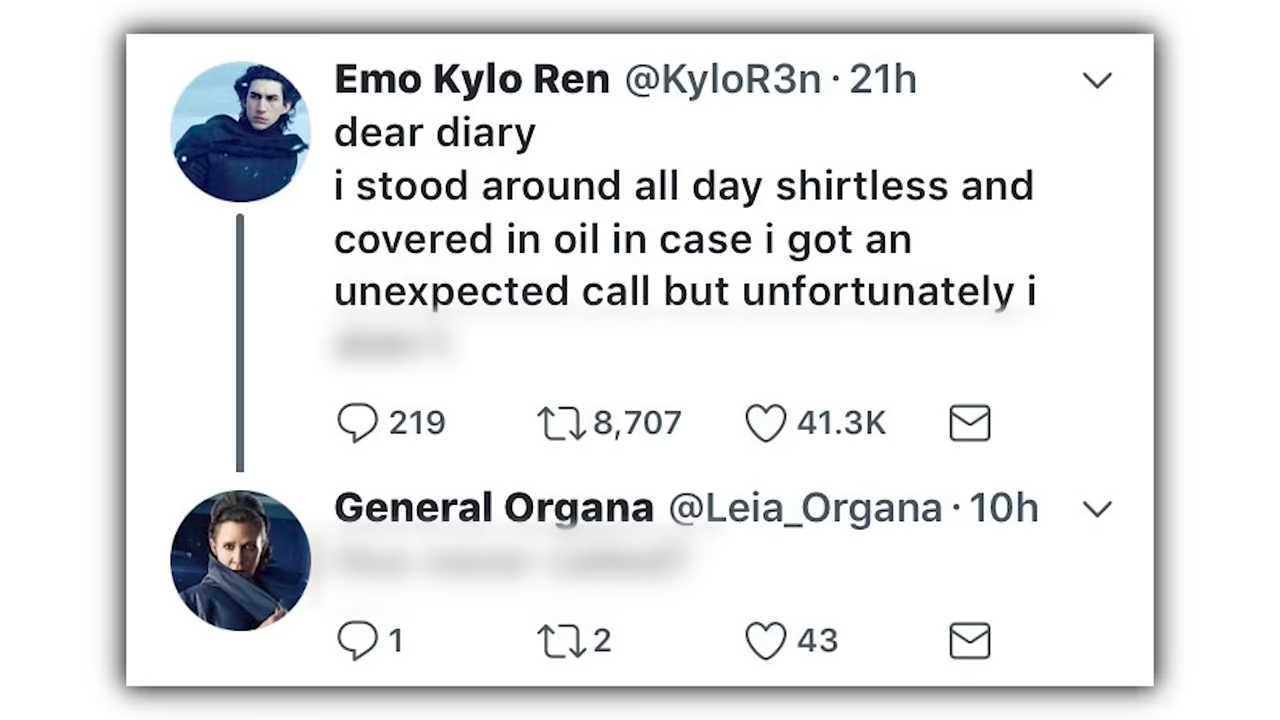 Emo Kylo Ren @KyloR3n · 21h
dear diary
i stood around all day shirtless and
covered in oil in case i got an
unexpected call but unfortunately i
219 8,707 41.3K
General Organa @Leia_Organa · 10h
1 2 43